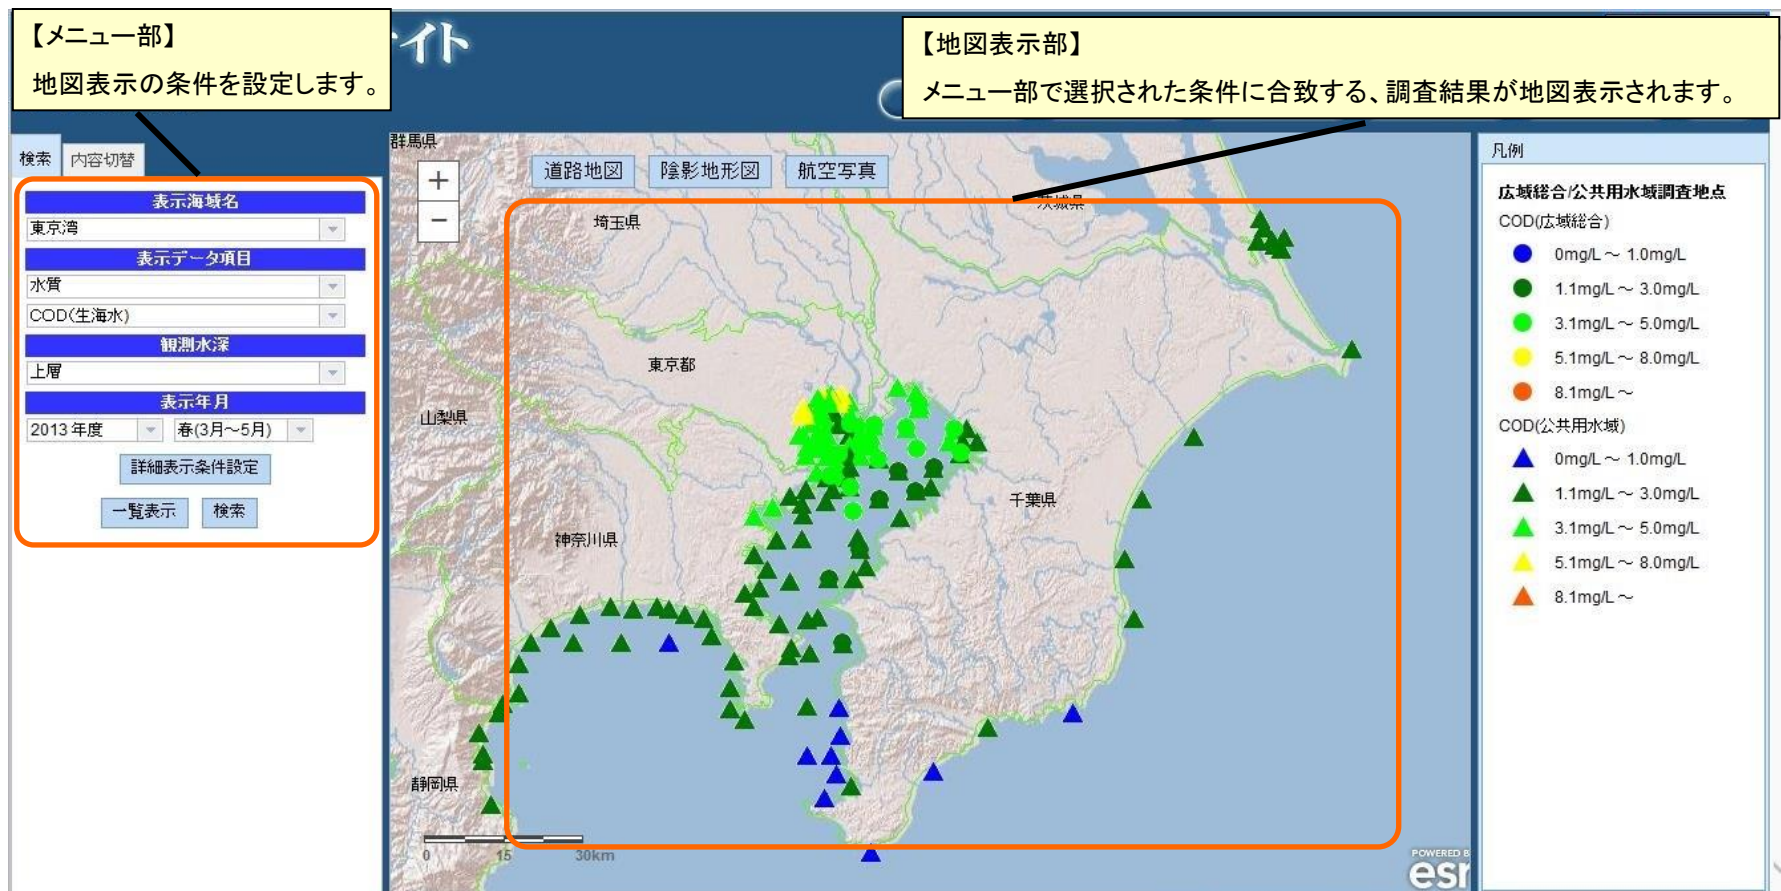 【メニュー部】
地図表示の条件を設定します。
イト
【地図表示部】
メニュー部で選択された条件に合致する、調査結果が地図表示されます。
検索
内容切替
表示海域名
東京湾
表示データ項目
水質
COD(生海水)
観測水深
上層
表示年月
2013年度
春(3月～5月)
詳細表示条件設定
一覧表示
検索
群馬県
+
−
道路地図
陰影地形図
航空写真
茨城県
埼玉県
東京都
山梨県
千葉県
神奈川県
静岡県
0 15 30km
POWERED B
esr
凡例
広域総合/公共用水域調査地点
COD(広域総合)
0mg/L～1.0mg/L
1.1mg/L～3.0mg/L
3.1mg/L～5.0mg/L
5.1mg/L～8.0mg/L
8.1mg/L～
COD(公共用水域)
0mg/L～1.0mg/L
1.1mg/L～3.0mg/L
3.1mg/L～5.0mg/L
5.1mg/L～8.0mg/L
8.1mg/L～